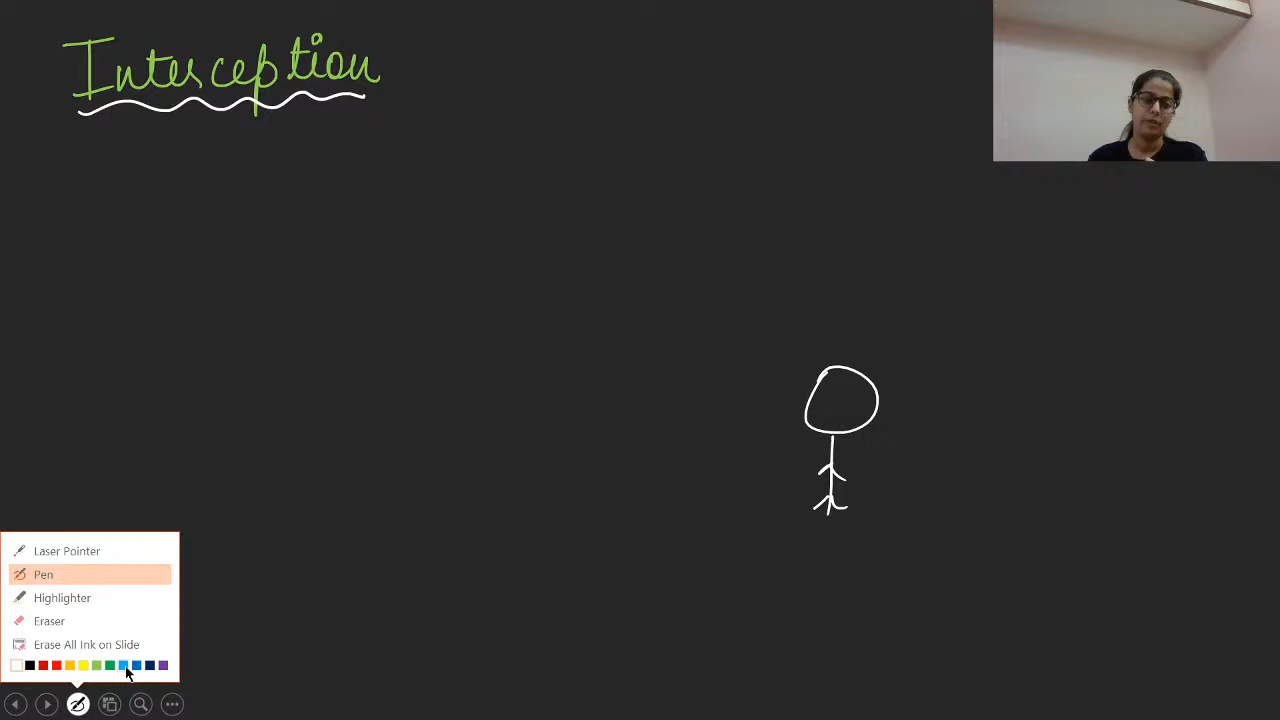 Interception
Laser Pointer
Pen
Highlighter
Eraser
Erase All Ink on Slide